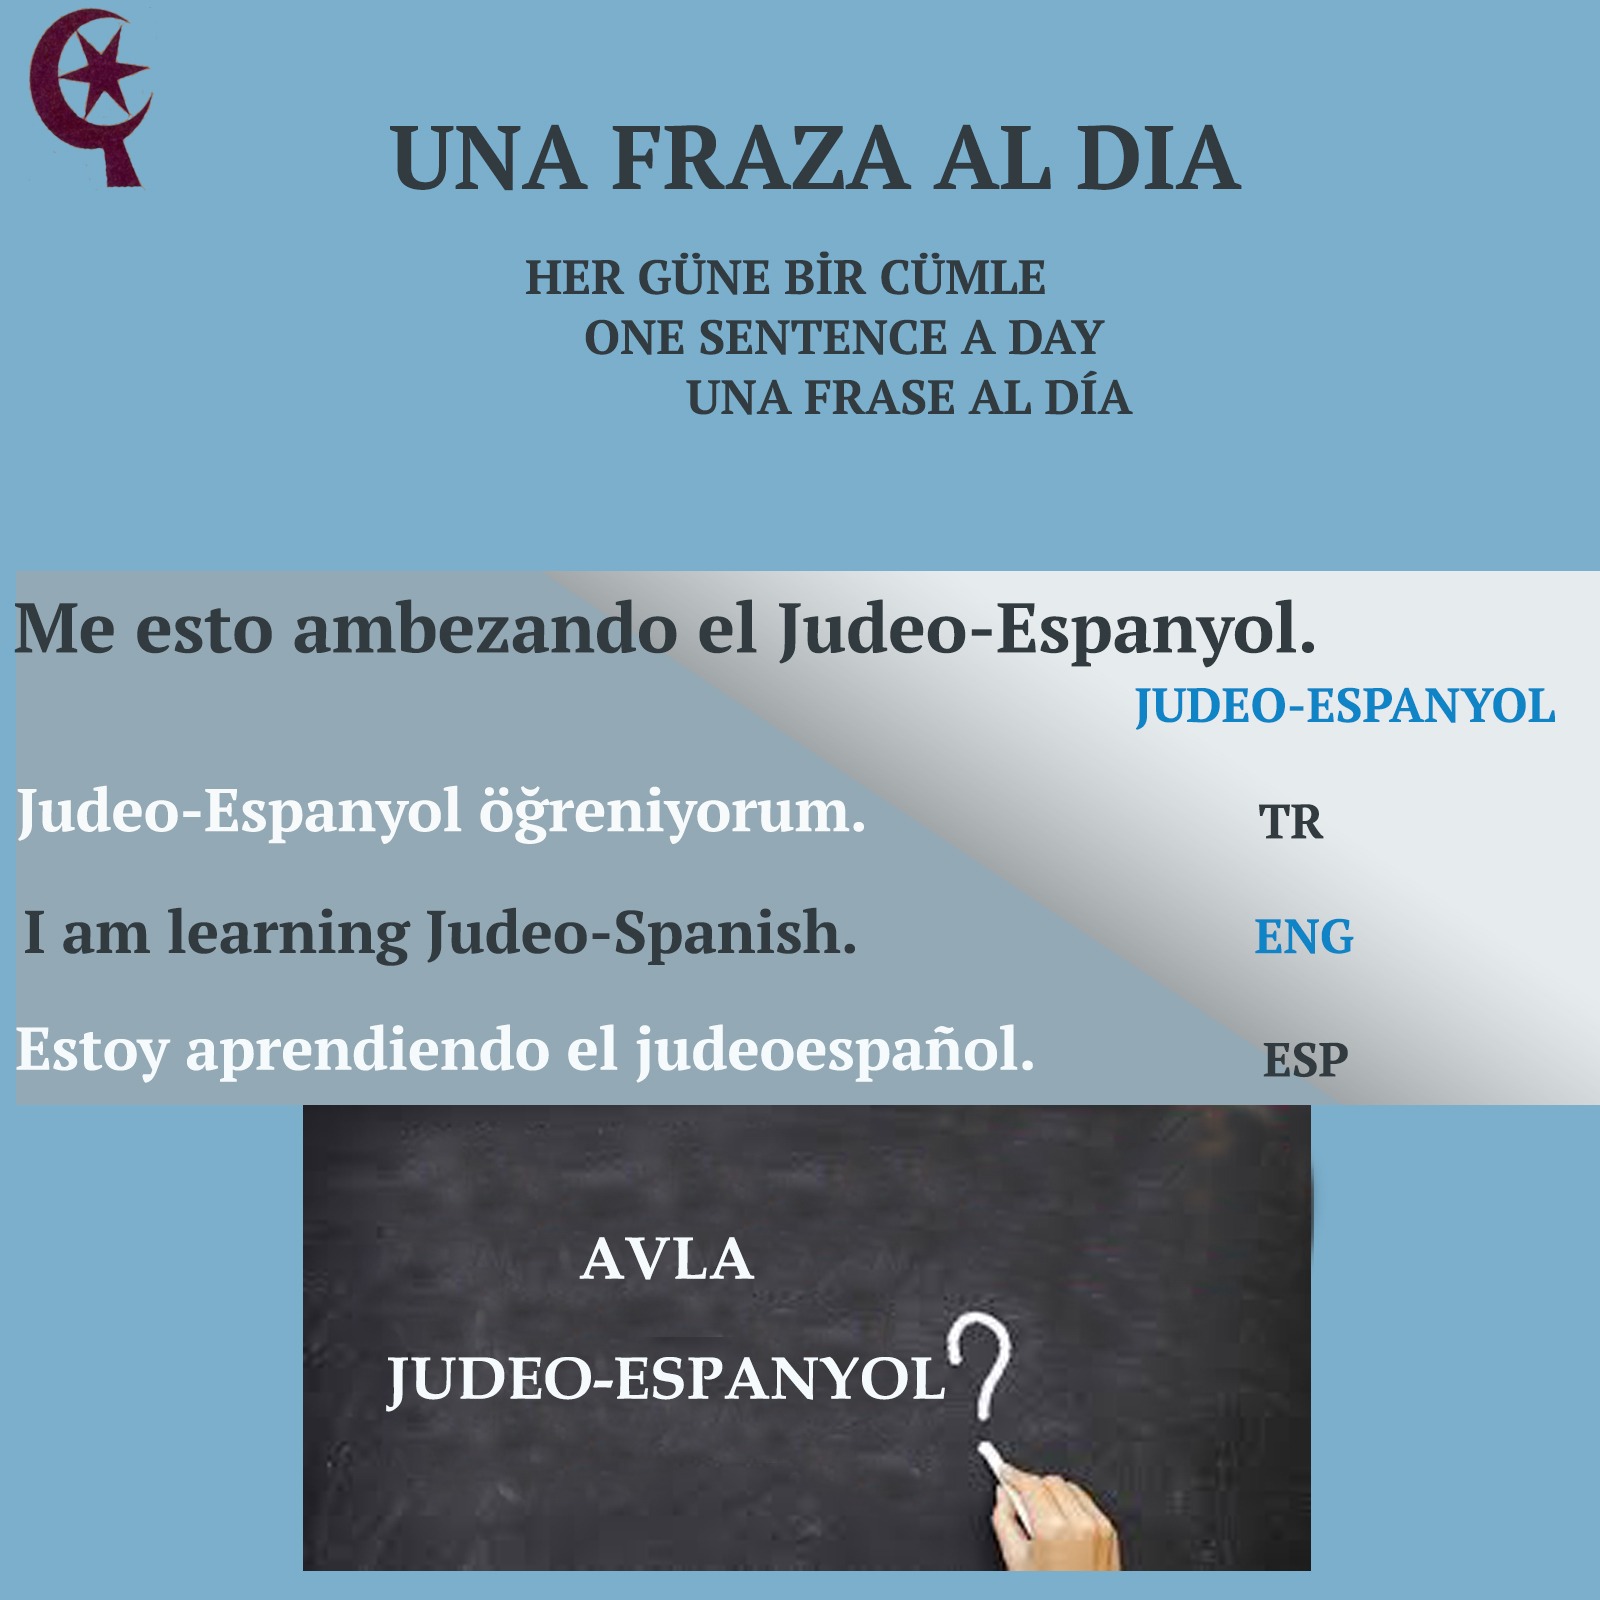 UNA FRAZA AL DIA
HER GÜNE BİR CÜMLE
ONE SENTENCE A DAY
UNA FRASE AL DÍA
Me esto ambezando el Judeo-Espanyol.
JUDEO-ESPANYOL
Judeo-Espanyol öğreniyorum.
TR
I am learning Judeo-Spanish.
ENG
Estoy aprendiendo el judeoespañol.
ESP
AVLA
JUDEO-ESPANYOL?